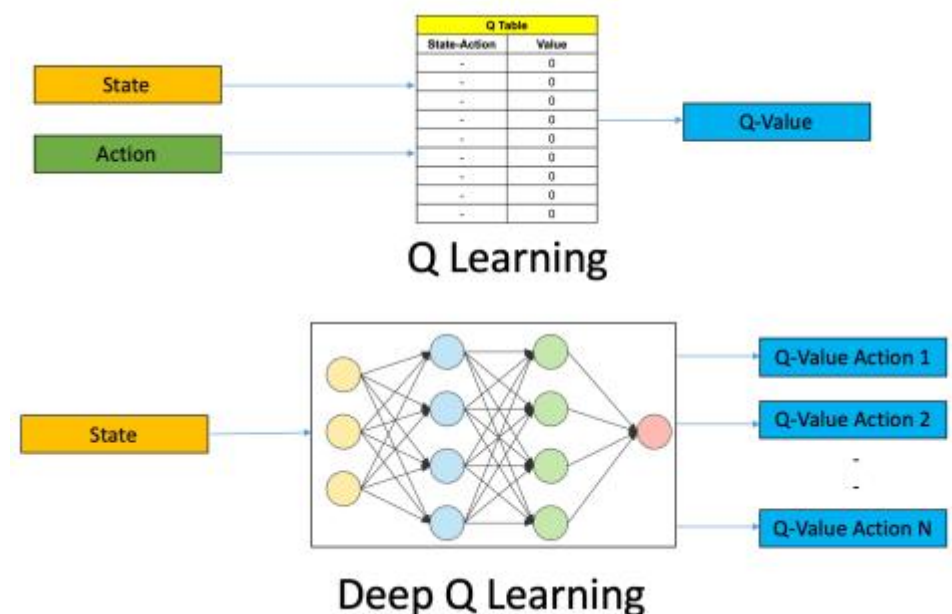 Q Table
State-Action Value
- 0
- 0
- 0
- 0
- 0
- 0
- 0
- 0
- 0
State
Action
Q-Value
Q Learning
State
Q-Value Action 1
Q-Value Action 2
-
-
Q-Value Action N
Deep Q Learning